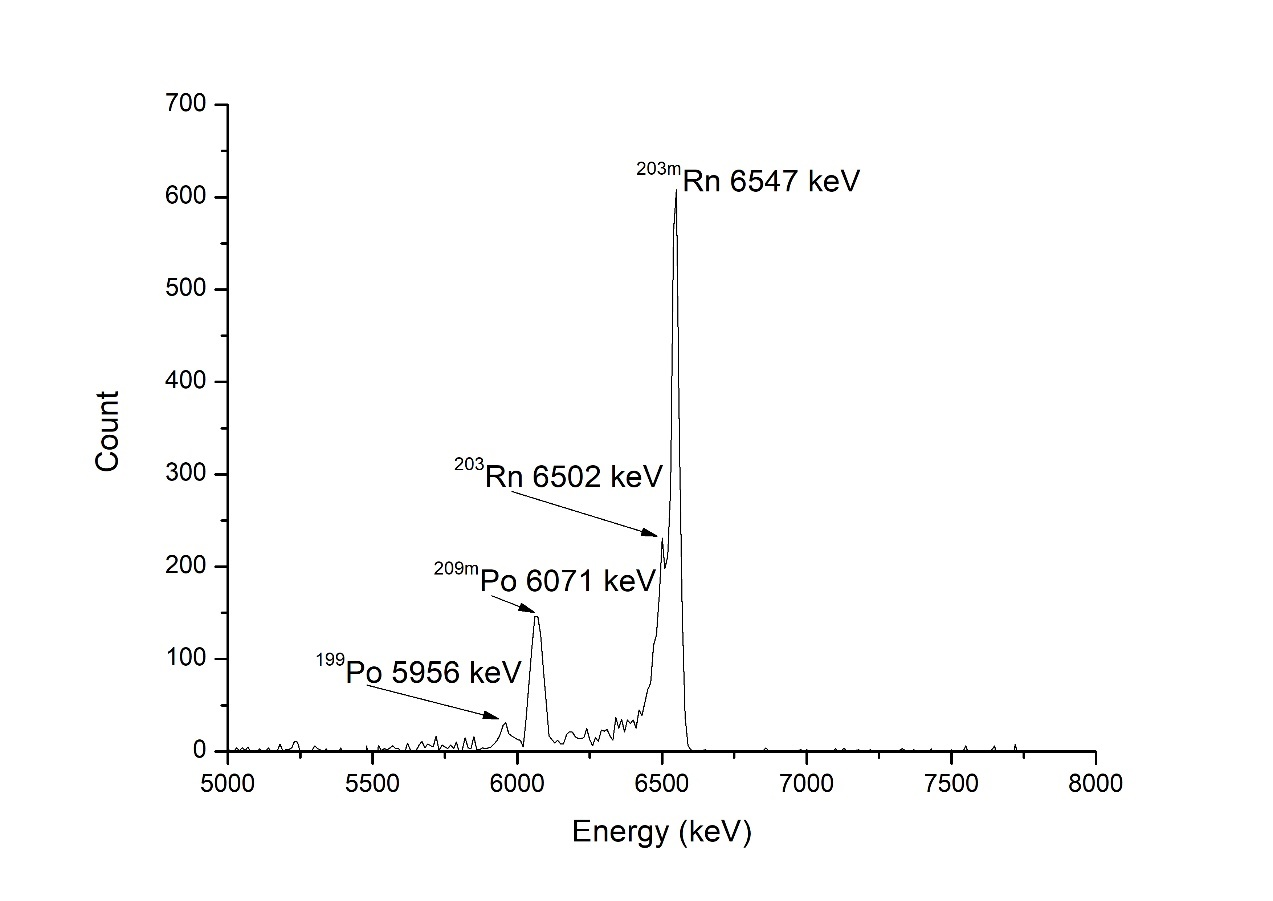 700
600
500
400
300
200
100
0
Count
²⁰³ᵐRn 6547 keV
²⁰³Rn 6502 keV
²⁰⁹ᵐPo 6071 keV
¹⁹⁹Po 5956 keV
5000 5500 6000 6500 7000 7500 8000
Energy (keV)